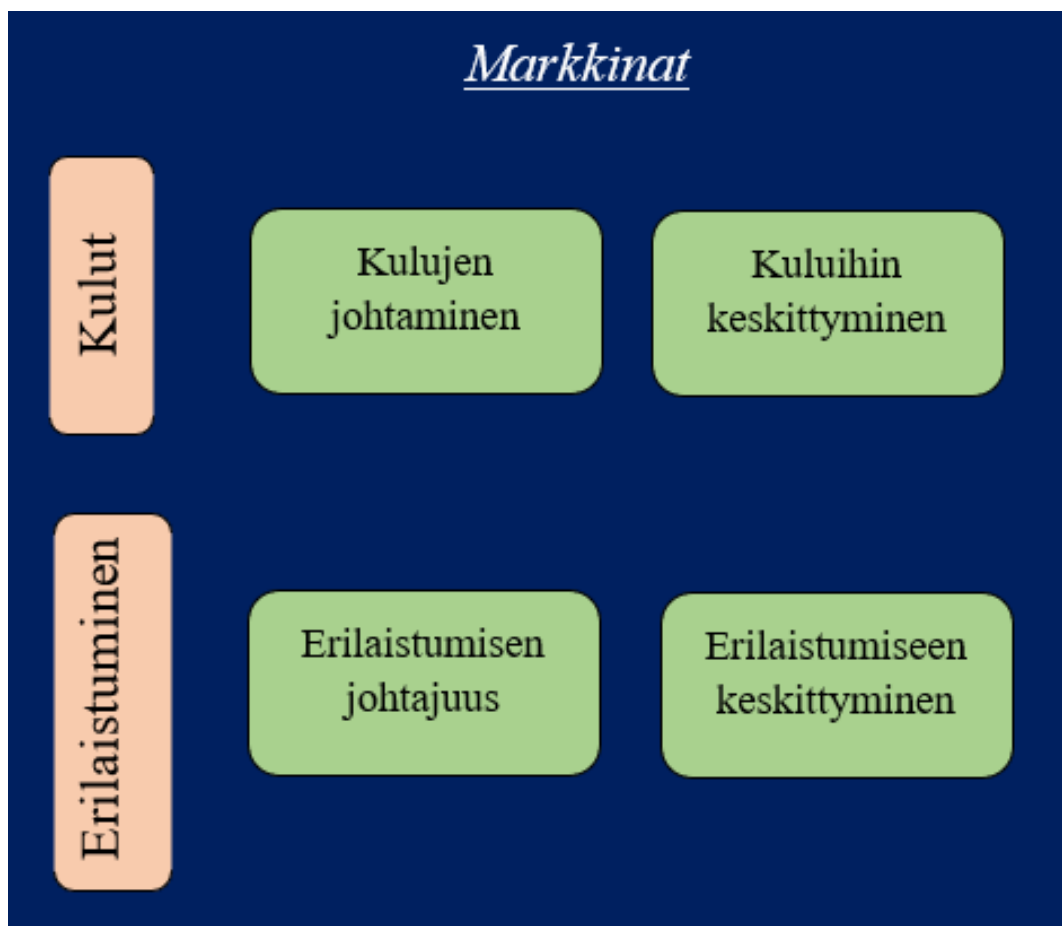 Markkinat
Kulut
Kulujen
johtaminen
Kuluihin
keskittyminen
Erilaistuminen
Erilaistumisen
johtajuus
Erilaistumiseen
keskittyminen